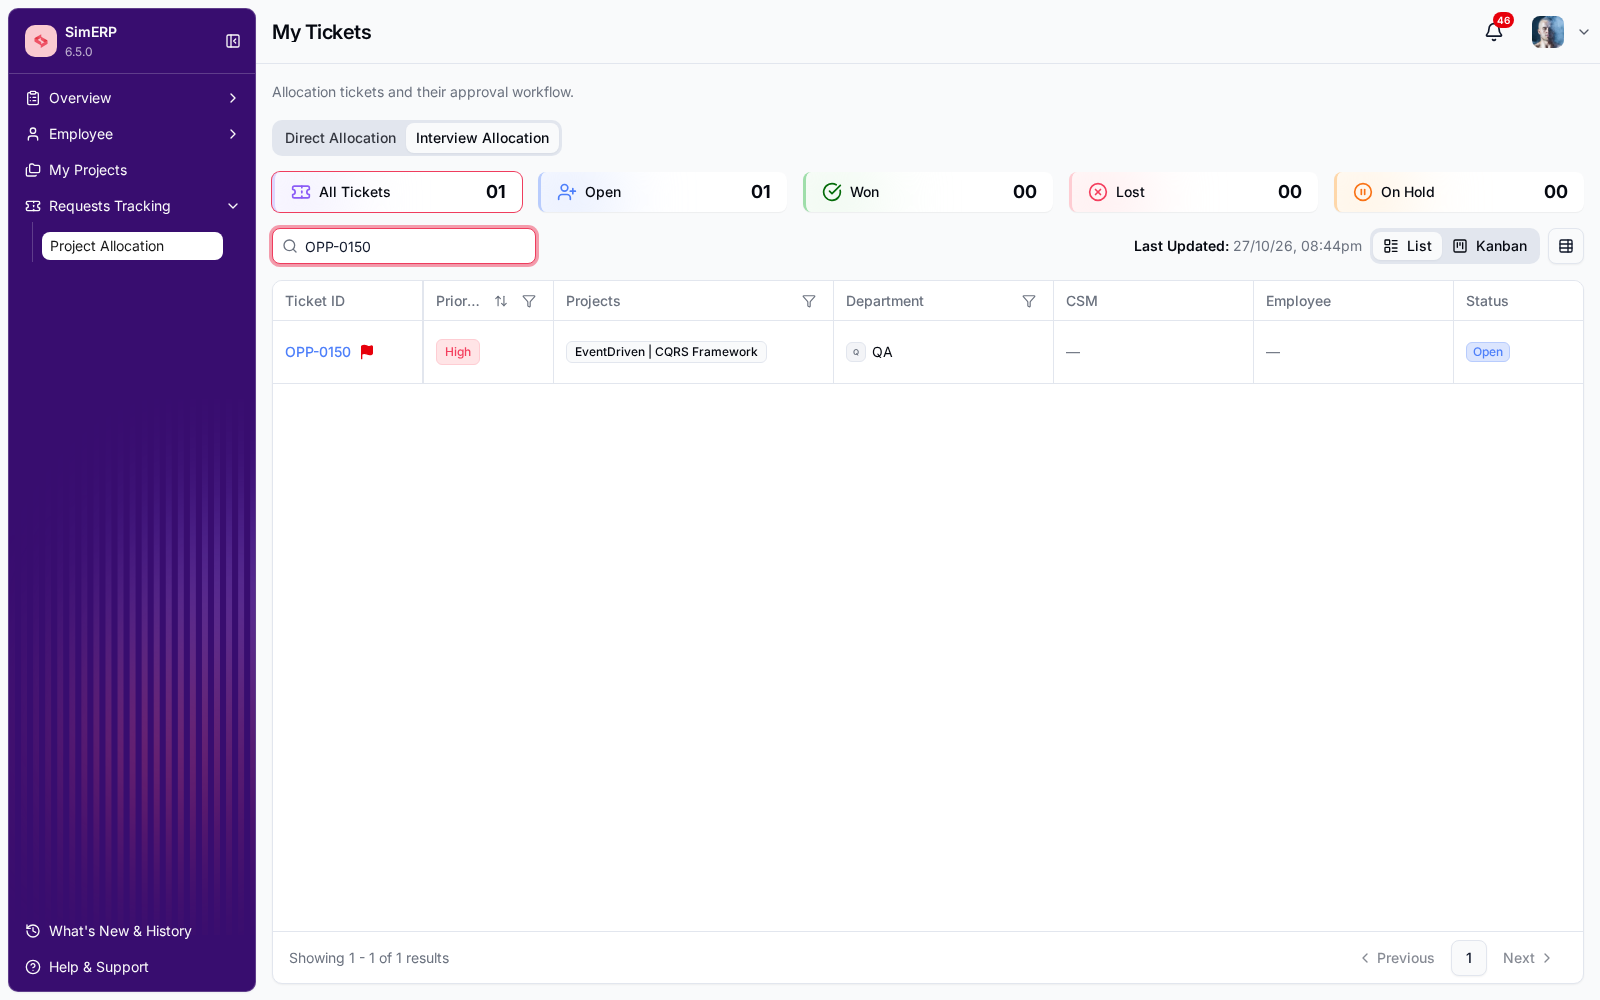 SimERP
6.5.0
Overview
Employee
My Projects
Requests Tracking
Project Allocation
What's New & History
Help & Support
My Tickets
46
Allocation tickets and their approval workflow.
Direct Allocation Interview Allocation
All Tickets 01 Open 01 Won 00 Lost 00 On Hold 00
OPP-0150 Last Updated: 27/10/26, 08:44pm List Kanban
Ticket ID Prior... Projects Department CSM Employee Status
OPP-0150 High EventDriven | CQRS Framework Q QA — — Open
Showing 1 - 1 of 1 results Previous 1 Next